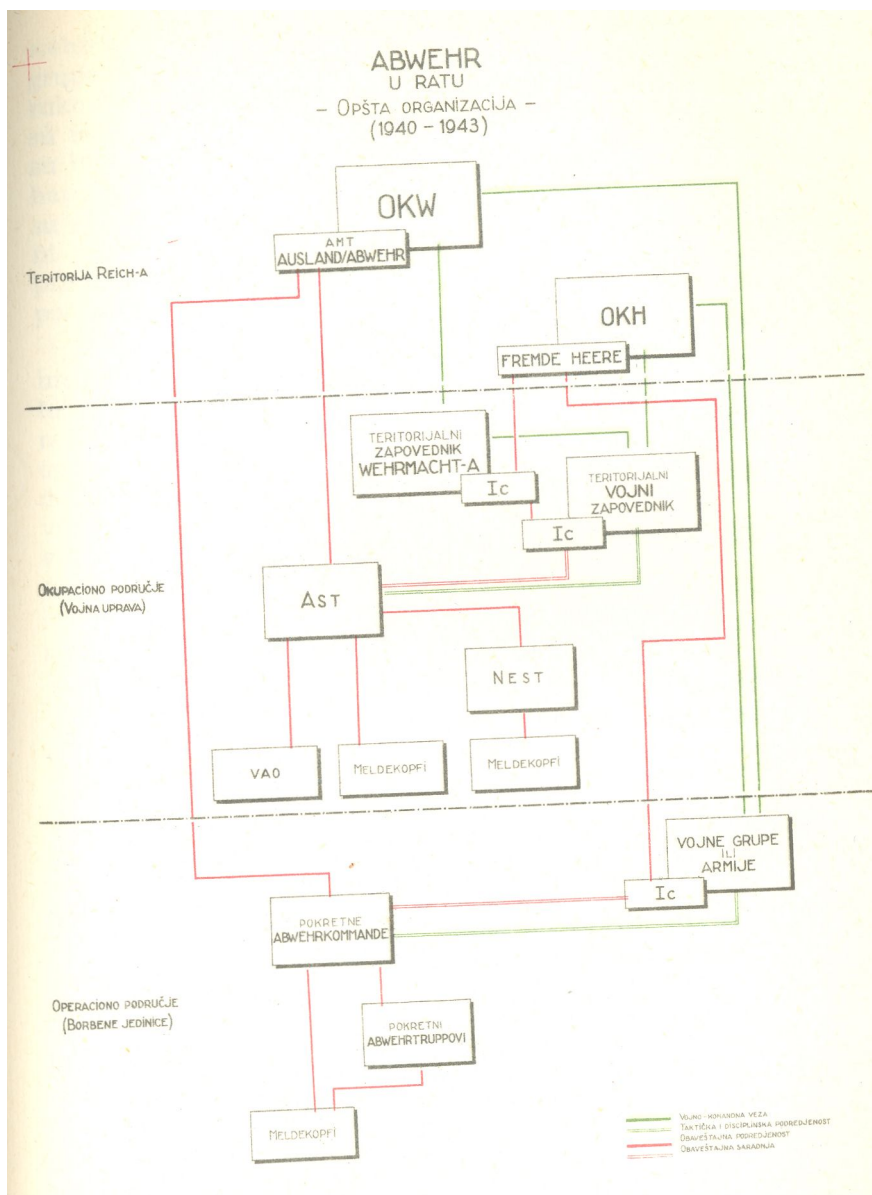 ABWEHR
U RATU
– OPŠTA ORGANIZACIJA –
(1940 – 1943)
OKW
AMT
AUSLAND/ABWEHR
TERITORIJA REICH-A
OKH
FREMDE HEERE
TERITORIJALNI
ZAPOVEDNIK
WEHRMACHT-A
Ic
TERITORIJALNI
VOJNI
ZAPOVEDNIK
Ic
OKUPACIONO PODRUČJE
(VOJNA UPRAVA)
AST
NEST
VAO
MELDEKOPFI
MELDEKOPFI
VOJNE GRUPE
ILI
ARMIJE
Ic
POKRETNE
ABWEHRKOMMANDE
OPERACIONO PODRUČJE
(BORBENE JEDINICE)
POKRETNI
ABWEHRTRUPPOVI
MELDEKOPFI
VOJNO-KOMANDNA VEZA
TAKTIČKA I DISCIPLINSKA PODREDJENOST
OBAVEŠTAJNA PODREDJENOST
OBAVEŠTAJNA SARADNJA